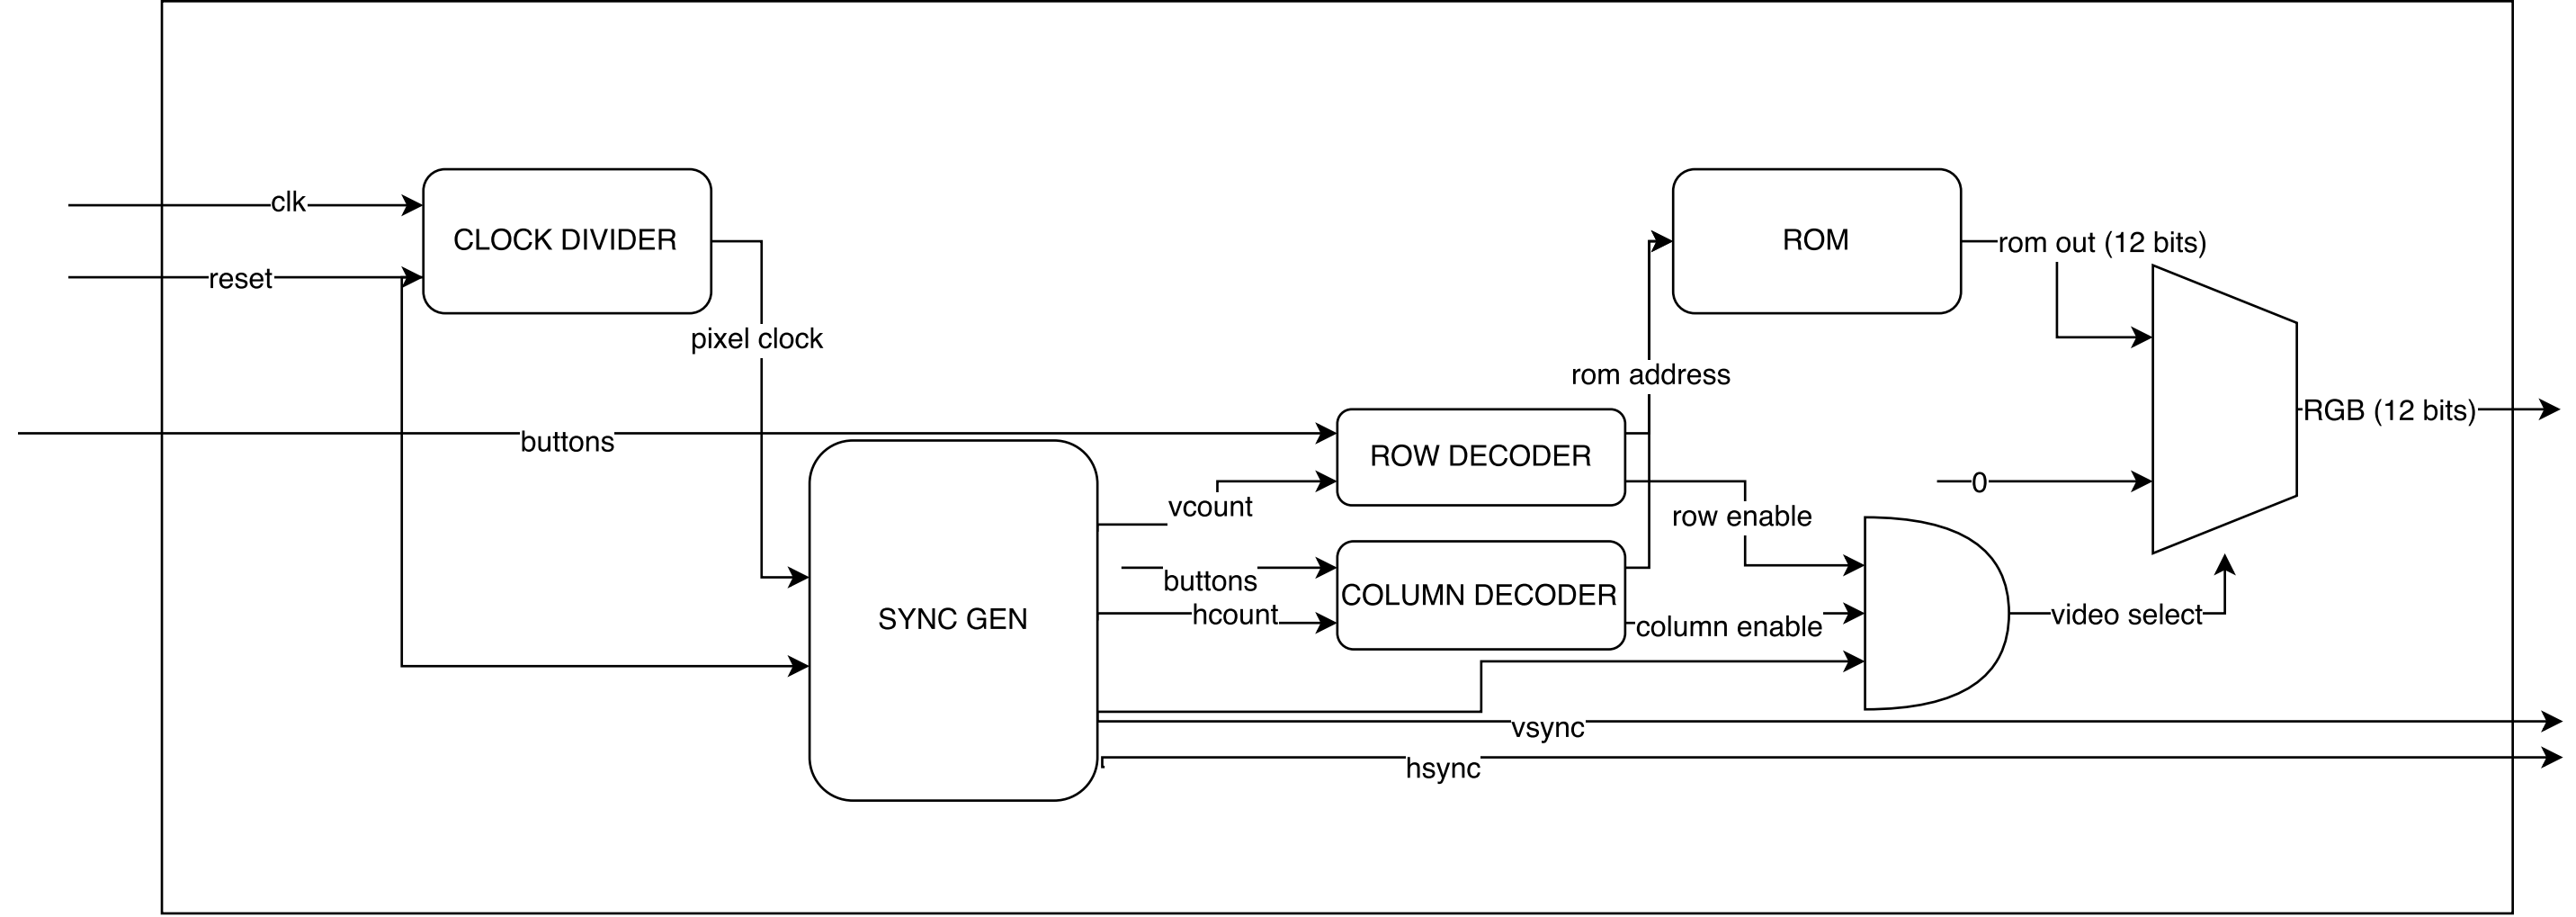 clk
CLOCK DIVIDER
ROM
rom out (12 bits)
reset
pixel clock
rom address
RGB (12 bits)
buttons
ROW DECODER
0
vcount
row enable
buttons
COLUMN DECODER
hcount
SYNC GEN
column enable
video select
vsync
hsync